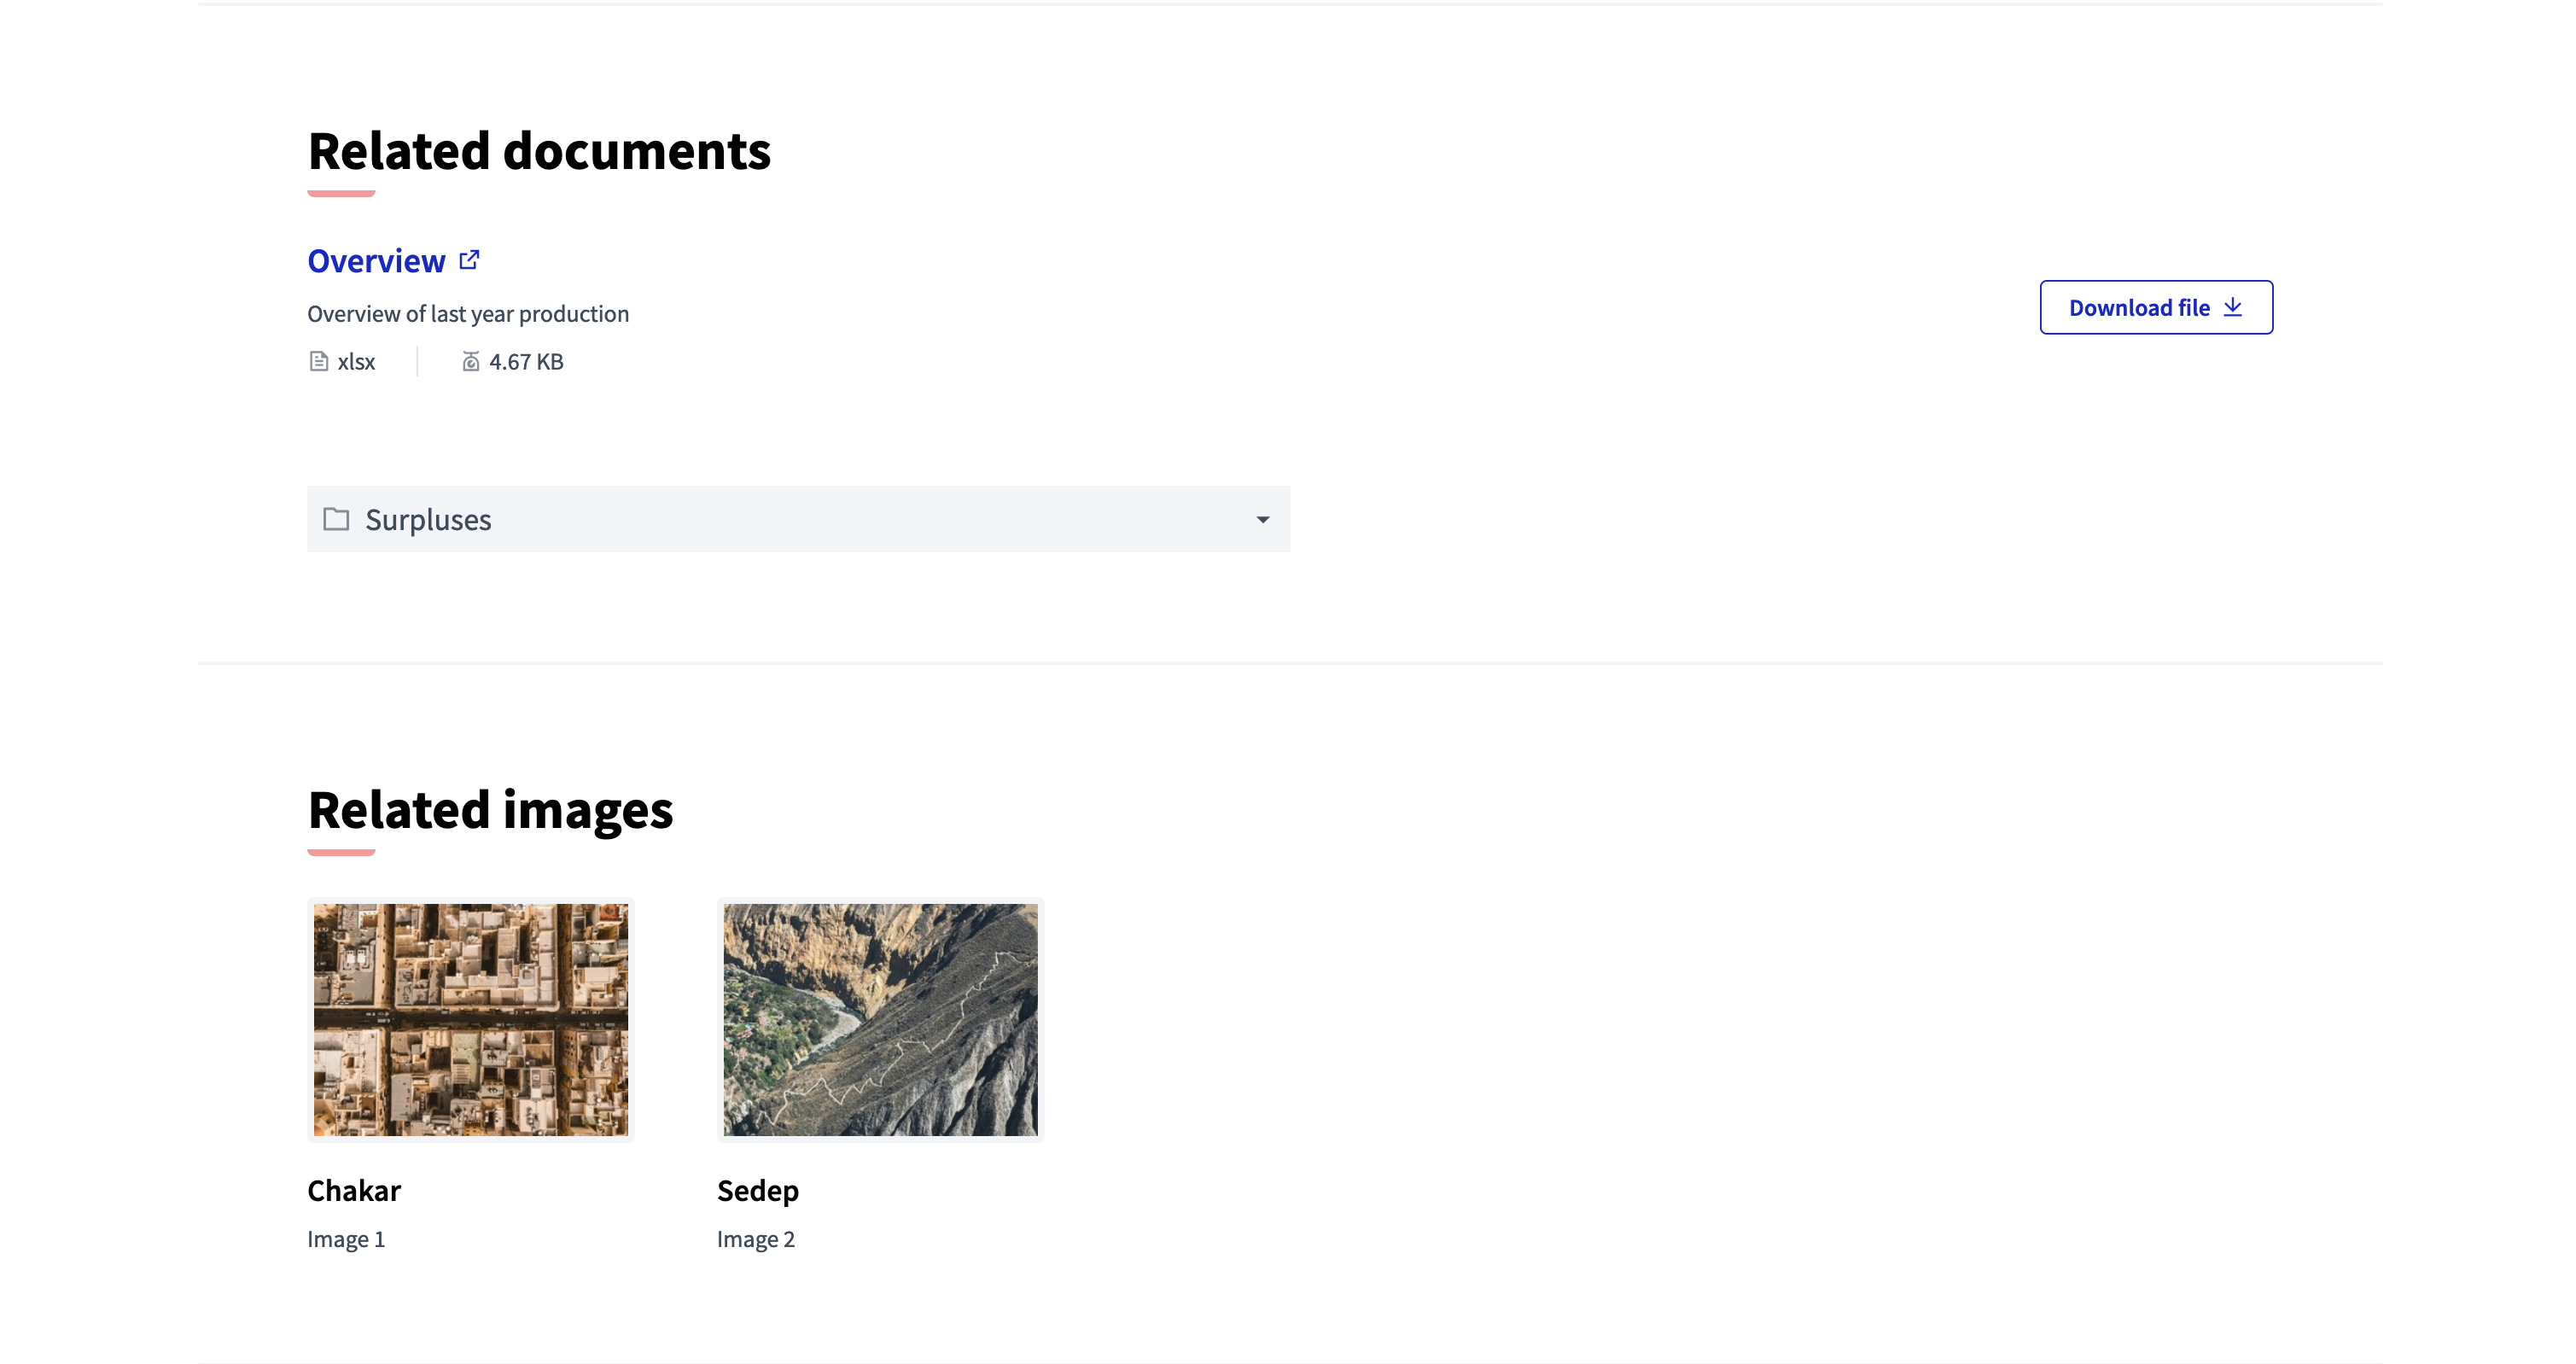 Related documents
Overview
Overview of last year production
xlsx
4.67 KB
Download file
Surpluses
Related images
Chakar
Image 1
Sedep
Image 2